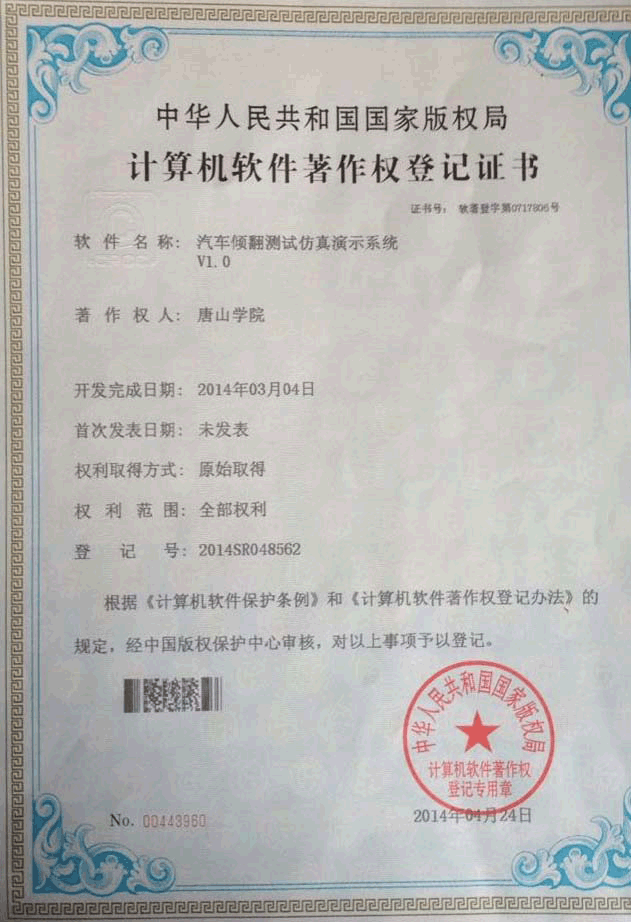 中华人民共和国国家版权局
计算机软件著作权登记证书
证书号： 软著登字第0717806号
软件名称： 汽车倾翻测试仿真演示系统
V1.0
著作权人： 唐山学院
开发完成日期： 2014年03月04日
首次发表日期： 未发表
权利取得方式： 原始取得
权利范围： 全部权利
登记号： 2014SR048562
根据《计算机软件保护条例》和《计算机软件著作权登记办法》的
规定，经中国版权保护中心审核，对以上事项予以登记。
中华人民共和国国家版权局
计算机软件著作权
登记专用章
No. 00443960
2014年04月24日